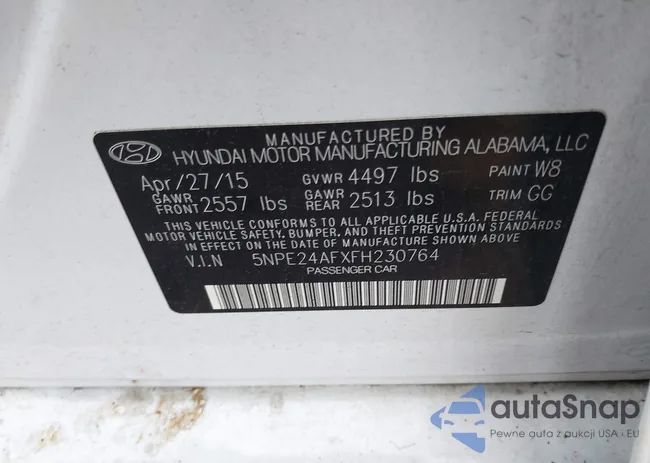 MANUFACTURED BY
HYUNDAI MOTOR MANUFACTURING ALABAMA, LLC
Apr/27/15 GVWR 4497 lbs PAINT W8
GAWR FRONT 2557 lbs GAWR REAR 2513 lbs TRIM GG
THIS VEHICLE CONFORMS TO ALL APPLICABLE U.S.A. FEDERAL
MOTOR VEHICLE SAFETY, BUMPER, AND THEFT PREVENTION STANDARDS
IN EFFECT ON THE DATE OF MANUFACTURE SHOWN ABOVE
V.I.N 5NPE24AFXFH230764
PASSENGER CAR
autoSnap
Pewne auta z aukcji USA i EU